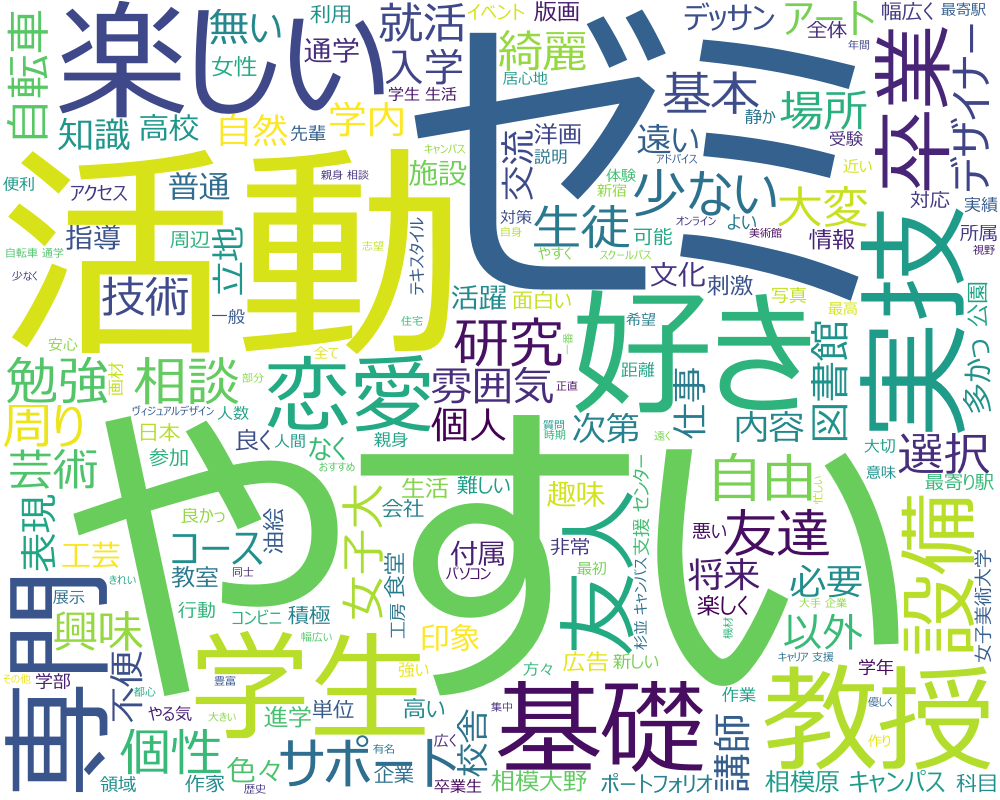 自転車
楽しい
無い
利用
通学
女性
就活
入学
学生 生活
イベント
版画
綺麗
居心地
デッサン
アート
幅広く
最寄駅
全体
年間
卒業
デザイナー
知識
高校
自然
先輩
学内
ゼミ
基本
場所
静か
受験
洋画
説明
遠い
アドバイス
近い
便利
アクセス
普通
キャンパス
親身 相談
施設
交流
体験
新宿
少ない
大変
対応
実績
活動
指導
周辺
立地
志望
テキスタイル
対策
自身
生徒
可能
オンライン
よい
美術館
情報
所属
視野
自転車 通学
少なく
技術
一般
やすく
スクールバス
文化
刺激
実技
住宅
活躍
面白い
希望
写真
最高
公園
安心
画材
全て
研究
好き
距離
図書館
多かっ
勉強
相談
部分
恋愛
雰囲気
正直
仕事
内容
周り
ヴィジュアルデザイン
人数
個人
質問
時期
次第
大切
選択
日本
良く
人間
なく
親身
遠く
意味
芸術
参加
おすすめ
やすい
最寄り駅
表現
良かっ
生活
難しい
趣味
自由
忙しい
設備
工芸
コース
油絵
女子大
会社
センター
悪い
友達
専門
きれい
教室
同士
付属
非常
友人
将来
必要
女子美術大学
展示
食堂
パソコン
最初
杉並 キャンパス
支援
楽しく
大手 企業
興味
行動
コンビニ
積極
工房
印象
機材
以外
幅広い
学生
強い
方々
広告
新しい
キャリア 支援
学年
その他
学部
不便
都心
豊富
基礎
作業
教授
優しく
やる気
大きい
進学
単位
高い
集中
講師
作り
個性
サポート
有名
広く
校舎
領域
作家
色々
歴史
企業
卒業生
相模大野
ポートフォリオ
相模原
キャンパス
科目